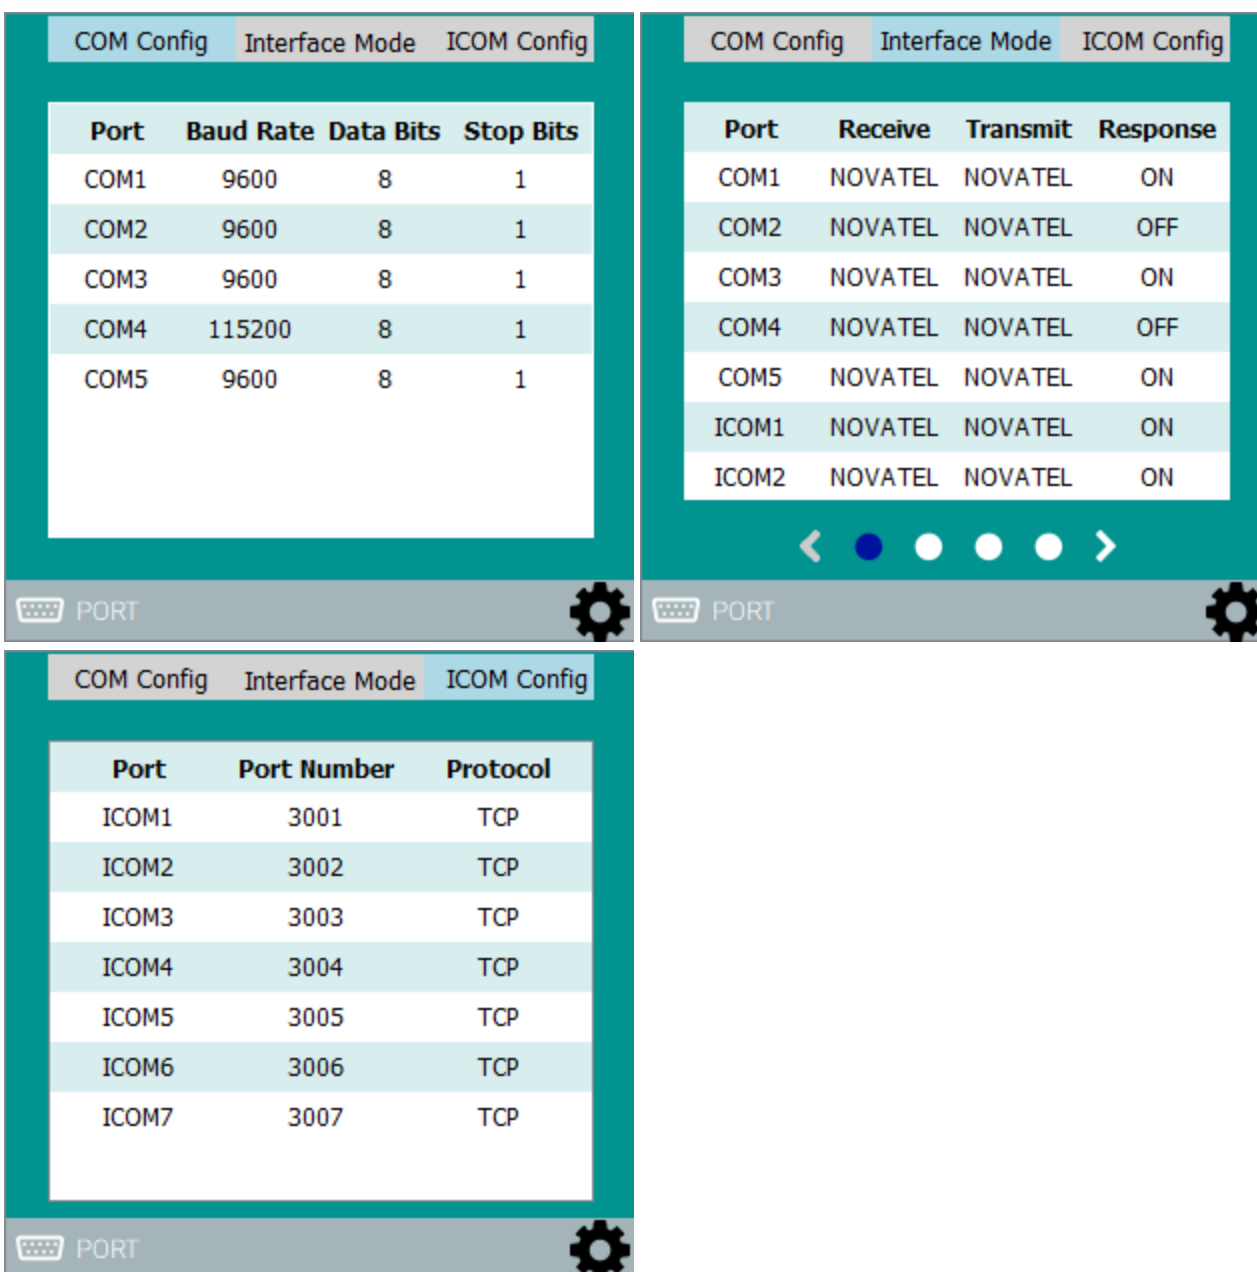 COM Config Interface Mode ICOM Config
Port Baud Rate Data Bits Stop Bits
COM1 9600 8 1
COM2 9600 8 1
COM3 9600 8 1
COM4 115200 8 1
COM5 9600 8 1
PORT
COM Config Interface Mode ICOM Config
Port Receive Transmit Response
COM1 NOVATEL NOVATEL ON
COM2 NOVATEL NOVATEL OFF
COM3 NOVATEL NOVATEL ON
COM4 NOVATEL NOVATEL OFF
COM5 NOVATEL NOVATEL ON
ICOM1 NOVATEL NOVATEL ON
ICOM2 NOVATEL NOVATEL ON
PORT
COM Config Interface Mode ICOM Config
Port Port Number Protocol
ICOM1 3001 TCP
ICOM2 3002 TCP
ICOM3 3003 TCP
ICOM4 3004 TCP
ICOM5 3005 TCP
ICOM6 3006 TCP
ICOM7 3007 TCP
PORT